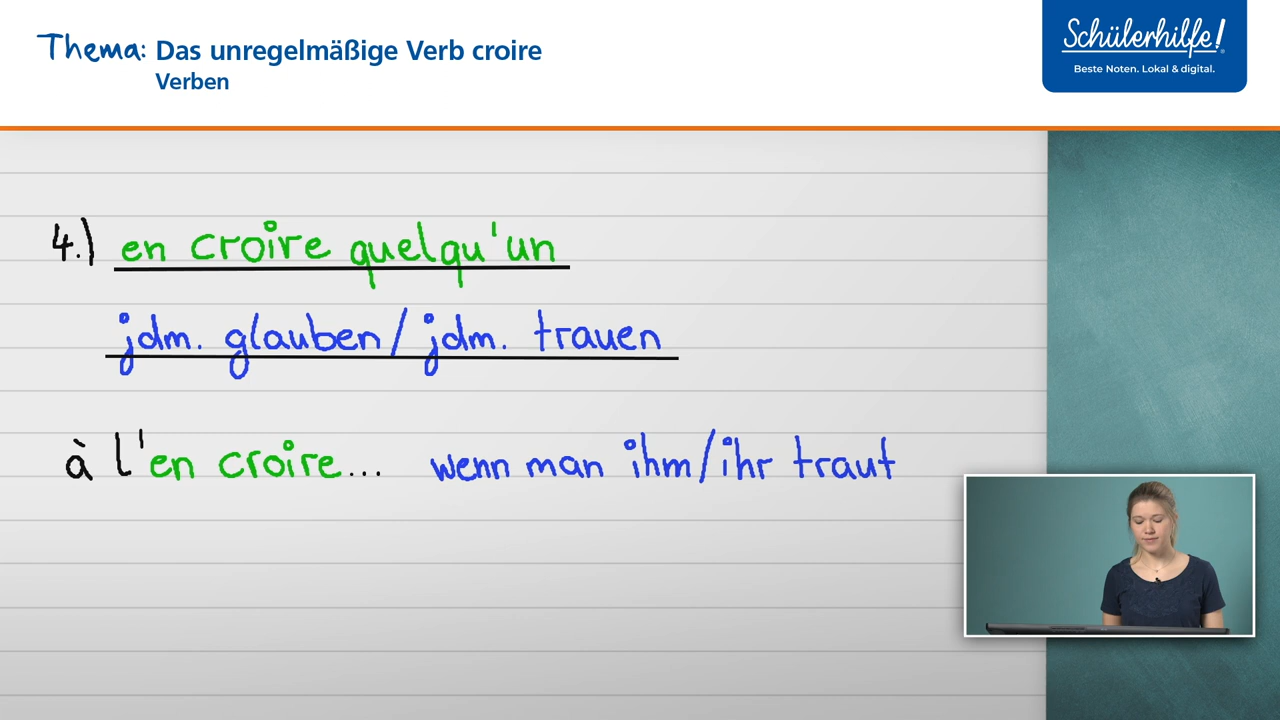 Thema: Das unregelmäßige Verb croire
Verben
Schülerhilfe!
Beste Noten. Lokal & digital.
4.) en croire quelqu'un
jdm. glauben/jdm. trauen
à l'en croire... wenn man ihm/ihr traut